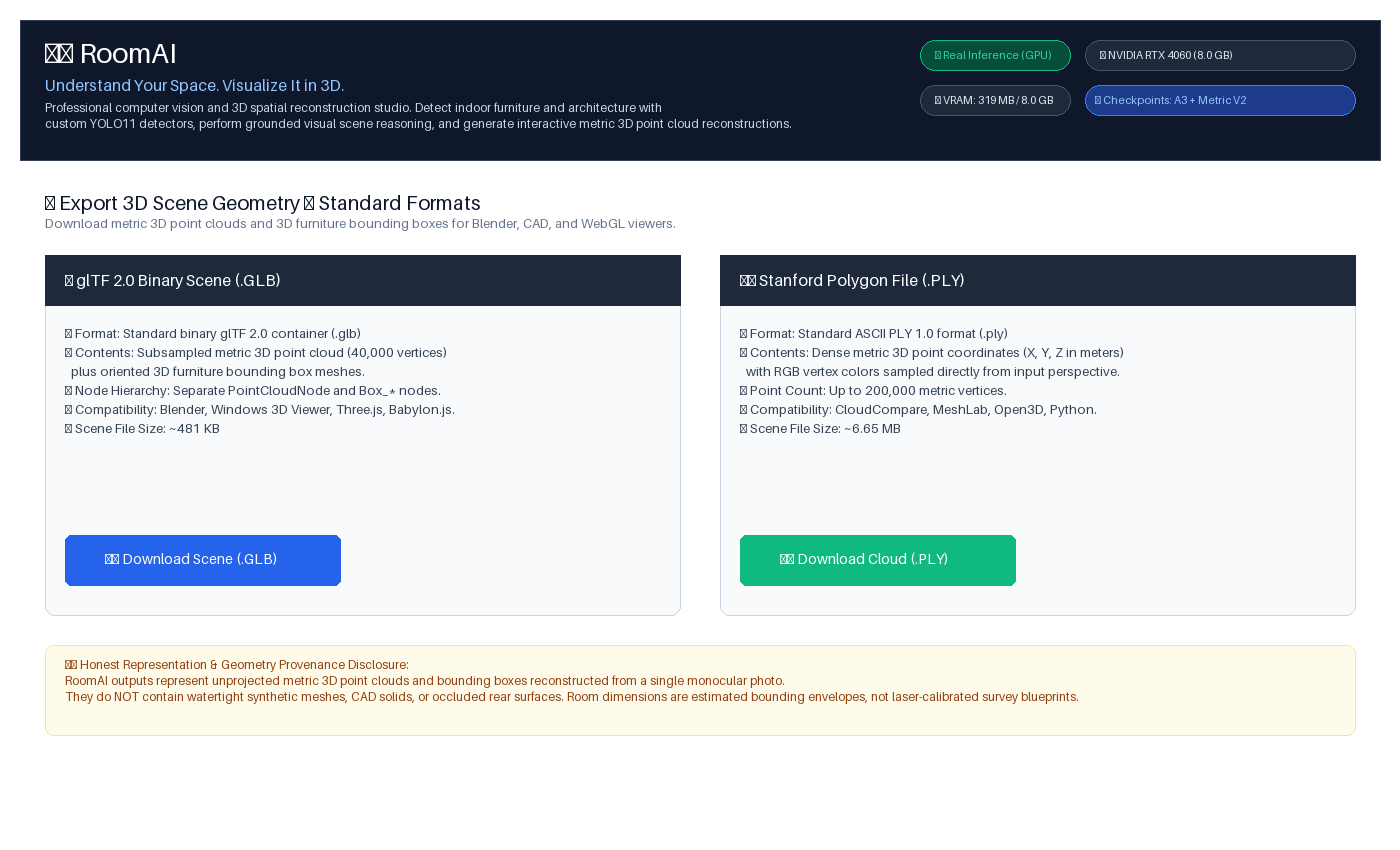 RoomAI
Understand Your Space. Visualize It in 3D.
Professional computer vision and 3D spatial reconstruction studio. Detect indoor furniture and architecture with
custom YOLO11 detectors, perform grounded visual scene reasoning, and generate interactive metric 3D point cloud reconstructions.
Real Inference (GPU)
NVIDIA RTX 4060 (8.0 GB)
VRAM: 319 MB / 8.0 GB
Checkpoints: A3 + Metric V2
Export 3D Scene Geometry Standard Formats
Download metric 3D point clouds and 3D furniture bounding boxes for Blender, CAD, and WebGL viewers.
glTF 2.0 Binary Scene (.GLB)
Format: Standard binary glTF 2.0 container (.glb)
Contents: Subsampled metric 3D point cloud (40,000 vertices)
plus oriented 3D furniture bounding box meshes.
Node Hierarchy: Separate PointCloudNode and Box_* nodes.
Compatibility: Blender, Windows 3D Viewer, Three.js, Babylon.js.
Scene File Size: ~481 KB
Download Scene (.GLB)
Stanford Polygon File (.PLY)
Format: Standard ASCII PLY 1.0 format (.ply)
Contents: Dense metric 3D point coordinates (X, Y, Z in meters)
with RGB vertex colors sampled directly from input perspective.
Point Count: Up to 200,000 metric vertices.
Compatibility: CloudCompare, MeshLab, Open3D, Python.
Scene File Size: ~6.65 MB
Download Cloud (.PLY)
Honest Representation & Geometry Provenance Disclosure:
RoomAI outputs represent unprojected metric 3D point clouds and bounding boxes reconstructed from a single monocular photo.
They do NOT contain watertight synthetic meshes, CAD solids, or occluded rear surfaces. Room dimensions are estimated bounding envelopes, not laser-calibrated survey blueprints.